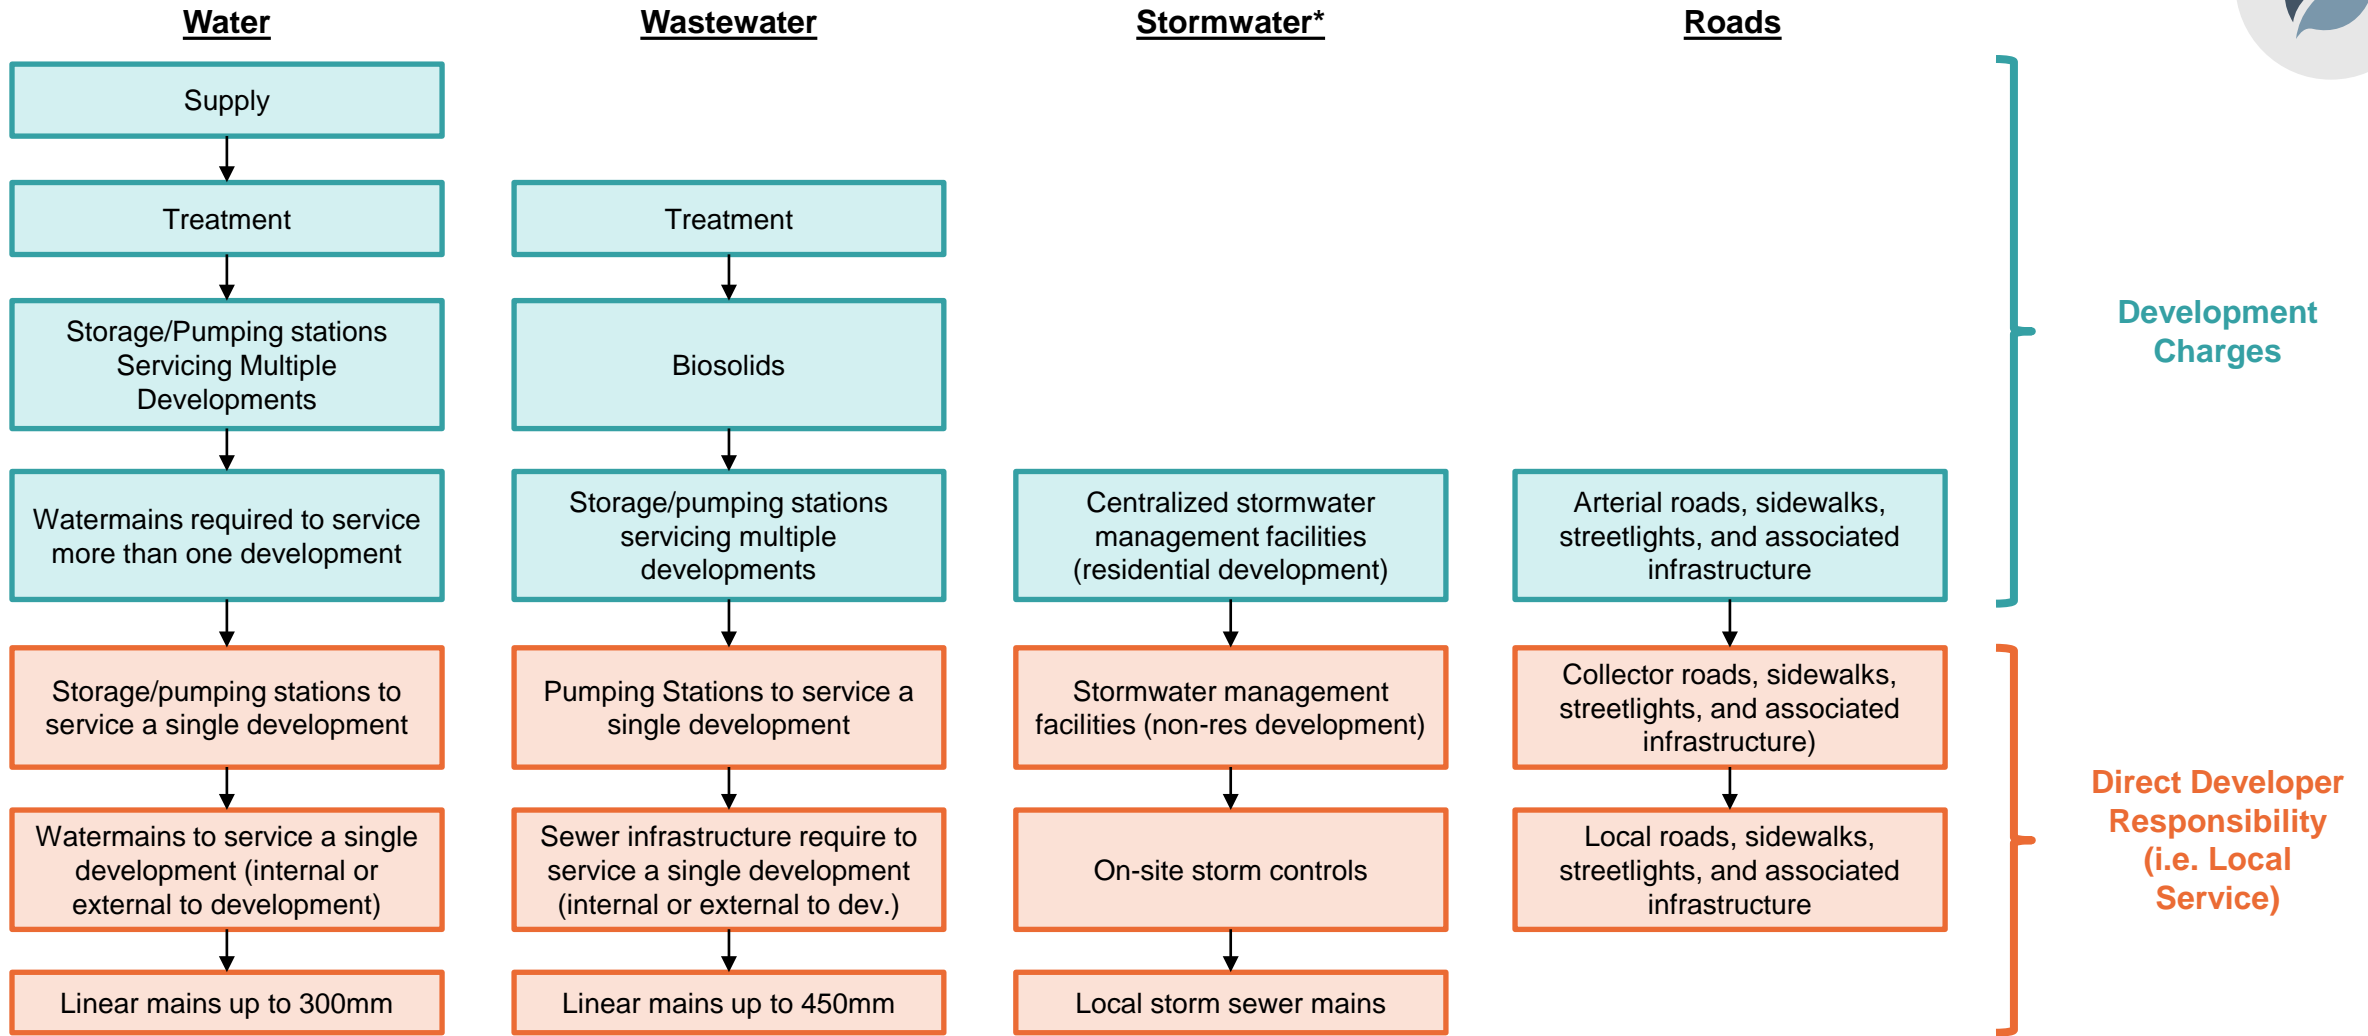 Water
Supply
Treatment
Storage/Pumping stations
Servicing Multiple
Developments
Watermains required to service
more than one development
Storage/pumping stations to
service a single development
Watermains to service a single
development (internal or
external to development)
Linear mains up to 300mm
Wastewater
Treatment
Biosolids
Storage/pumping stations
servicing multiple
developments
Pumping Stations to service a
single development
Sewer infrastructure require to
service a single development
(internal or external to dev.)
Linear mains up to 450mm
Stormwater*
Centralized stormwater
management facilities
(residential development)
Stormwater management
facilities (non-res development)
On-site storm controls
Local storm sewer mains
Roads
Arterial roads, sidewalks,
streetlights, and associated
infrastructure
Collector roads, sidewalks,
streetlights, and associated
infrastructure)
Local roads, sidewalks,
streetlights, and associated
infrastructure
Development
Charges
Direct Developer
Responsibility
(i.e. Local
Service)